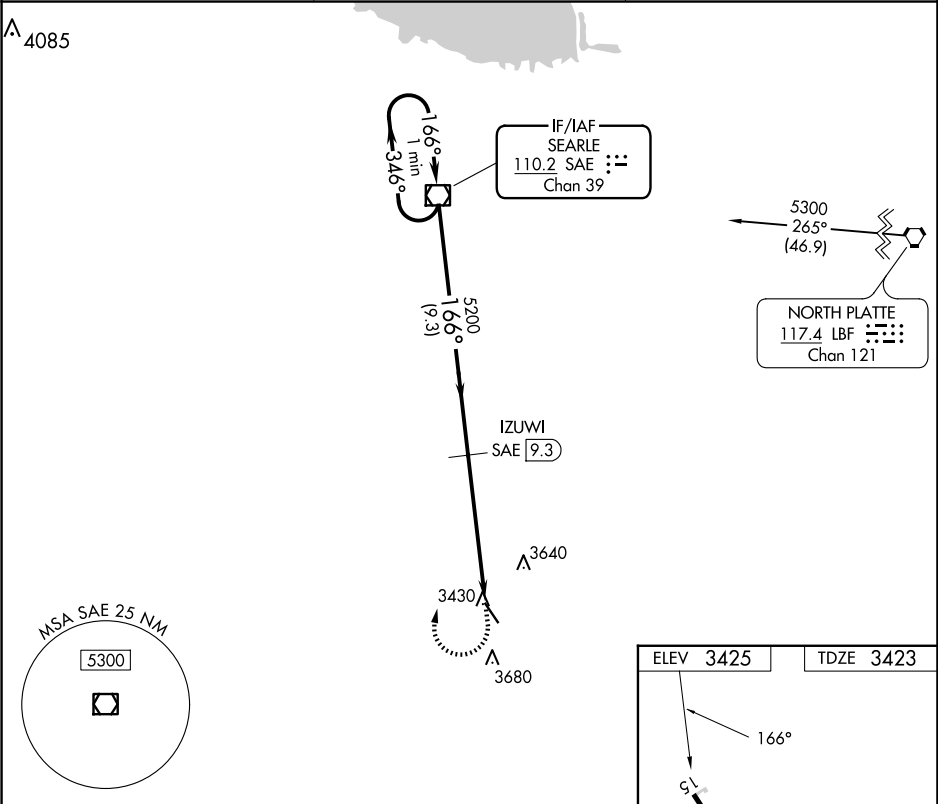 4085
166°
1 min
346°
IF/IAF
SEARLE
110.2 SAE
Chan 39
5300
265°
(46.9)
NORTH PLATTE
117.4 LBF
Chan 121
5200
166°
(9.3)
IZUWI
SAE 9.3
3640
3430
3680
MSA SAE 25 NM
5300
ELEV 3425
TDZE 3423
166°
15